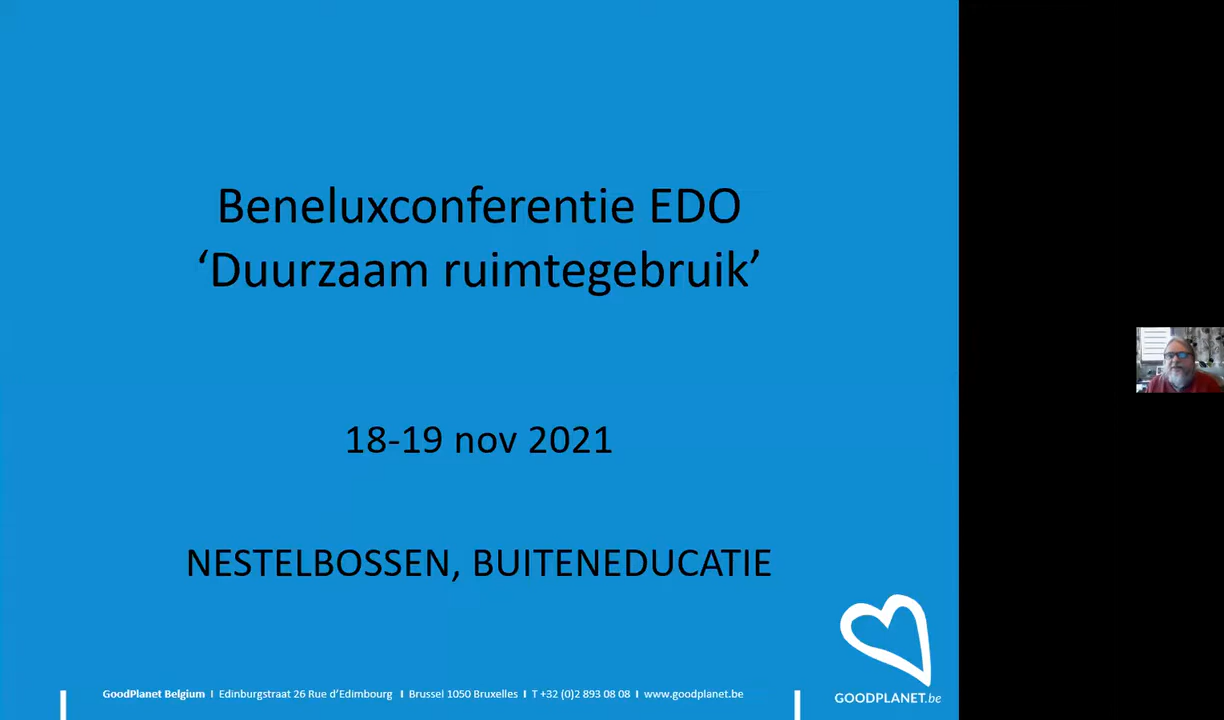 Beneluxconferentie EDO
‘Duurzaam ruimtegebruik’
18-19 nov 2021
NESTELBOSSEN, BUITENEDUCATIE
GoodPlanet Belgium I Edinburgstraat 26 Rue d’Edimbourg I Brussel 1050 Bruxelles I T +32 (0)2 893 08 08 I www.goodplanet.be
GOODPLANET.be